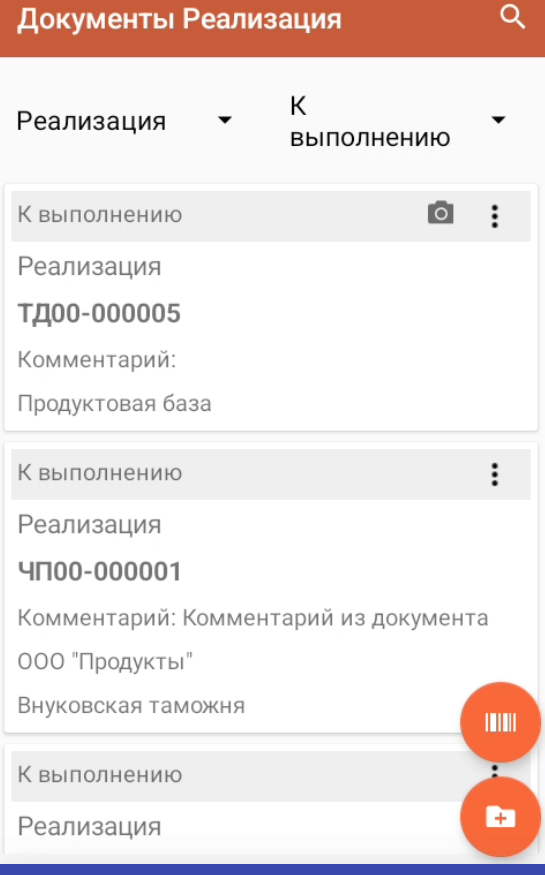 Документы Реализация
Реализация
К
выполнению
К выполнению
Реализация
ТД00-000005
Комментарий:
Продуктовая база
К выполнению
Реализация
ЧП00-000001
Комментарий: Комментарий из документа
ООО "Продукты"
Внуковская таможня
К выполнению
Реализация